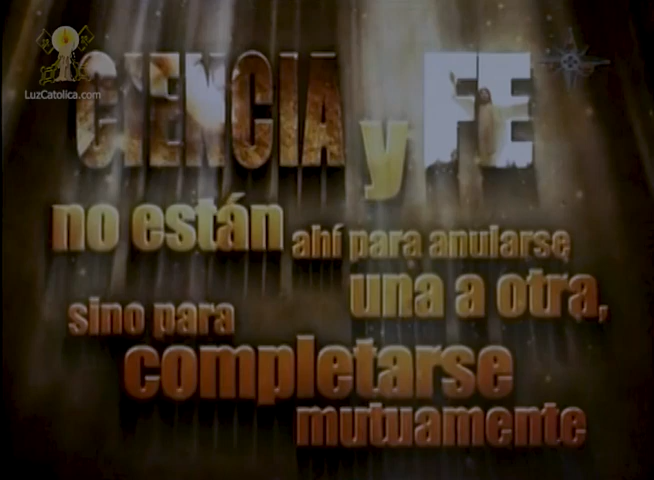 LuzCatolica.com
CIENCIA y FE
no están ahí para anularse
una a otra,
sino para
completarse
mutuamente